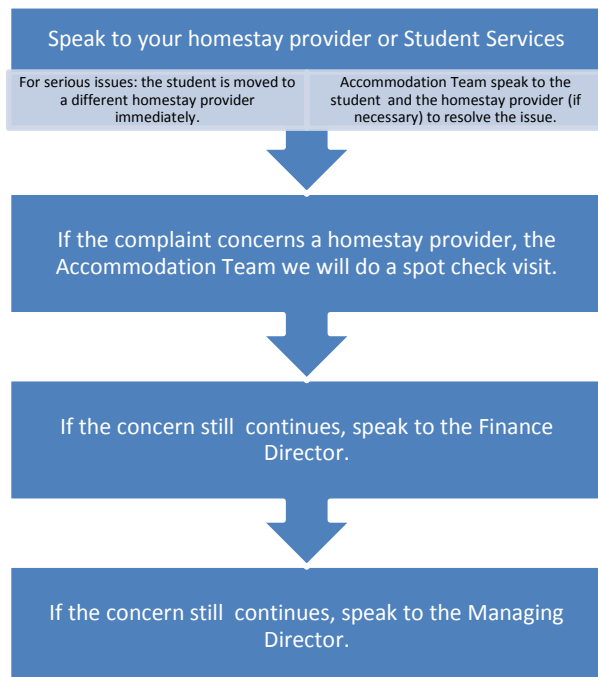 Speak to your homestay provider or Student Services
For serious issues: the student is moved to
a different homestay provider
immediately.
Accommodation Team speak to the
student and the homestay provider (if
necessary) to resolve the issue.
If the complaint concerns a homestay provider, the
Accommodation Team we will do a spot check visit.
If the concern still continues, speak to the Finance
Director.
If the concern still continues, speak to the Managing
Director.